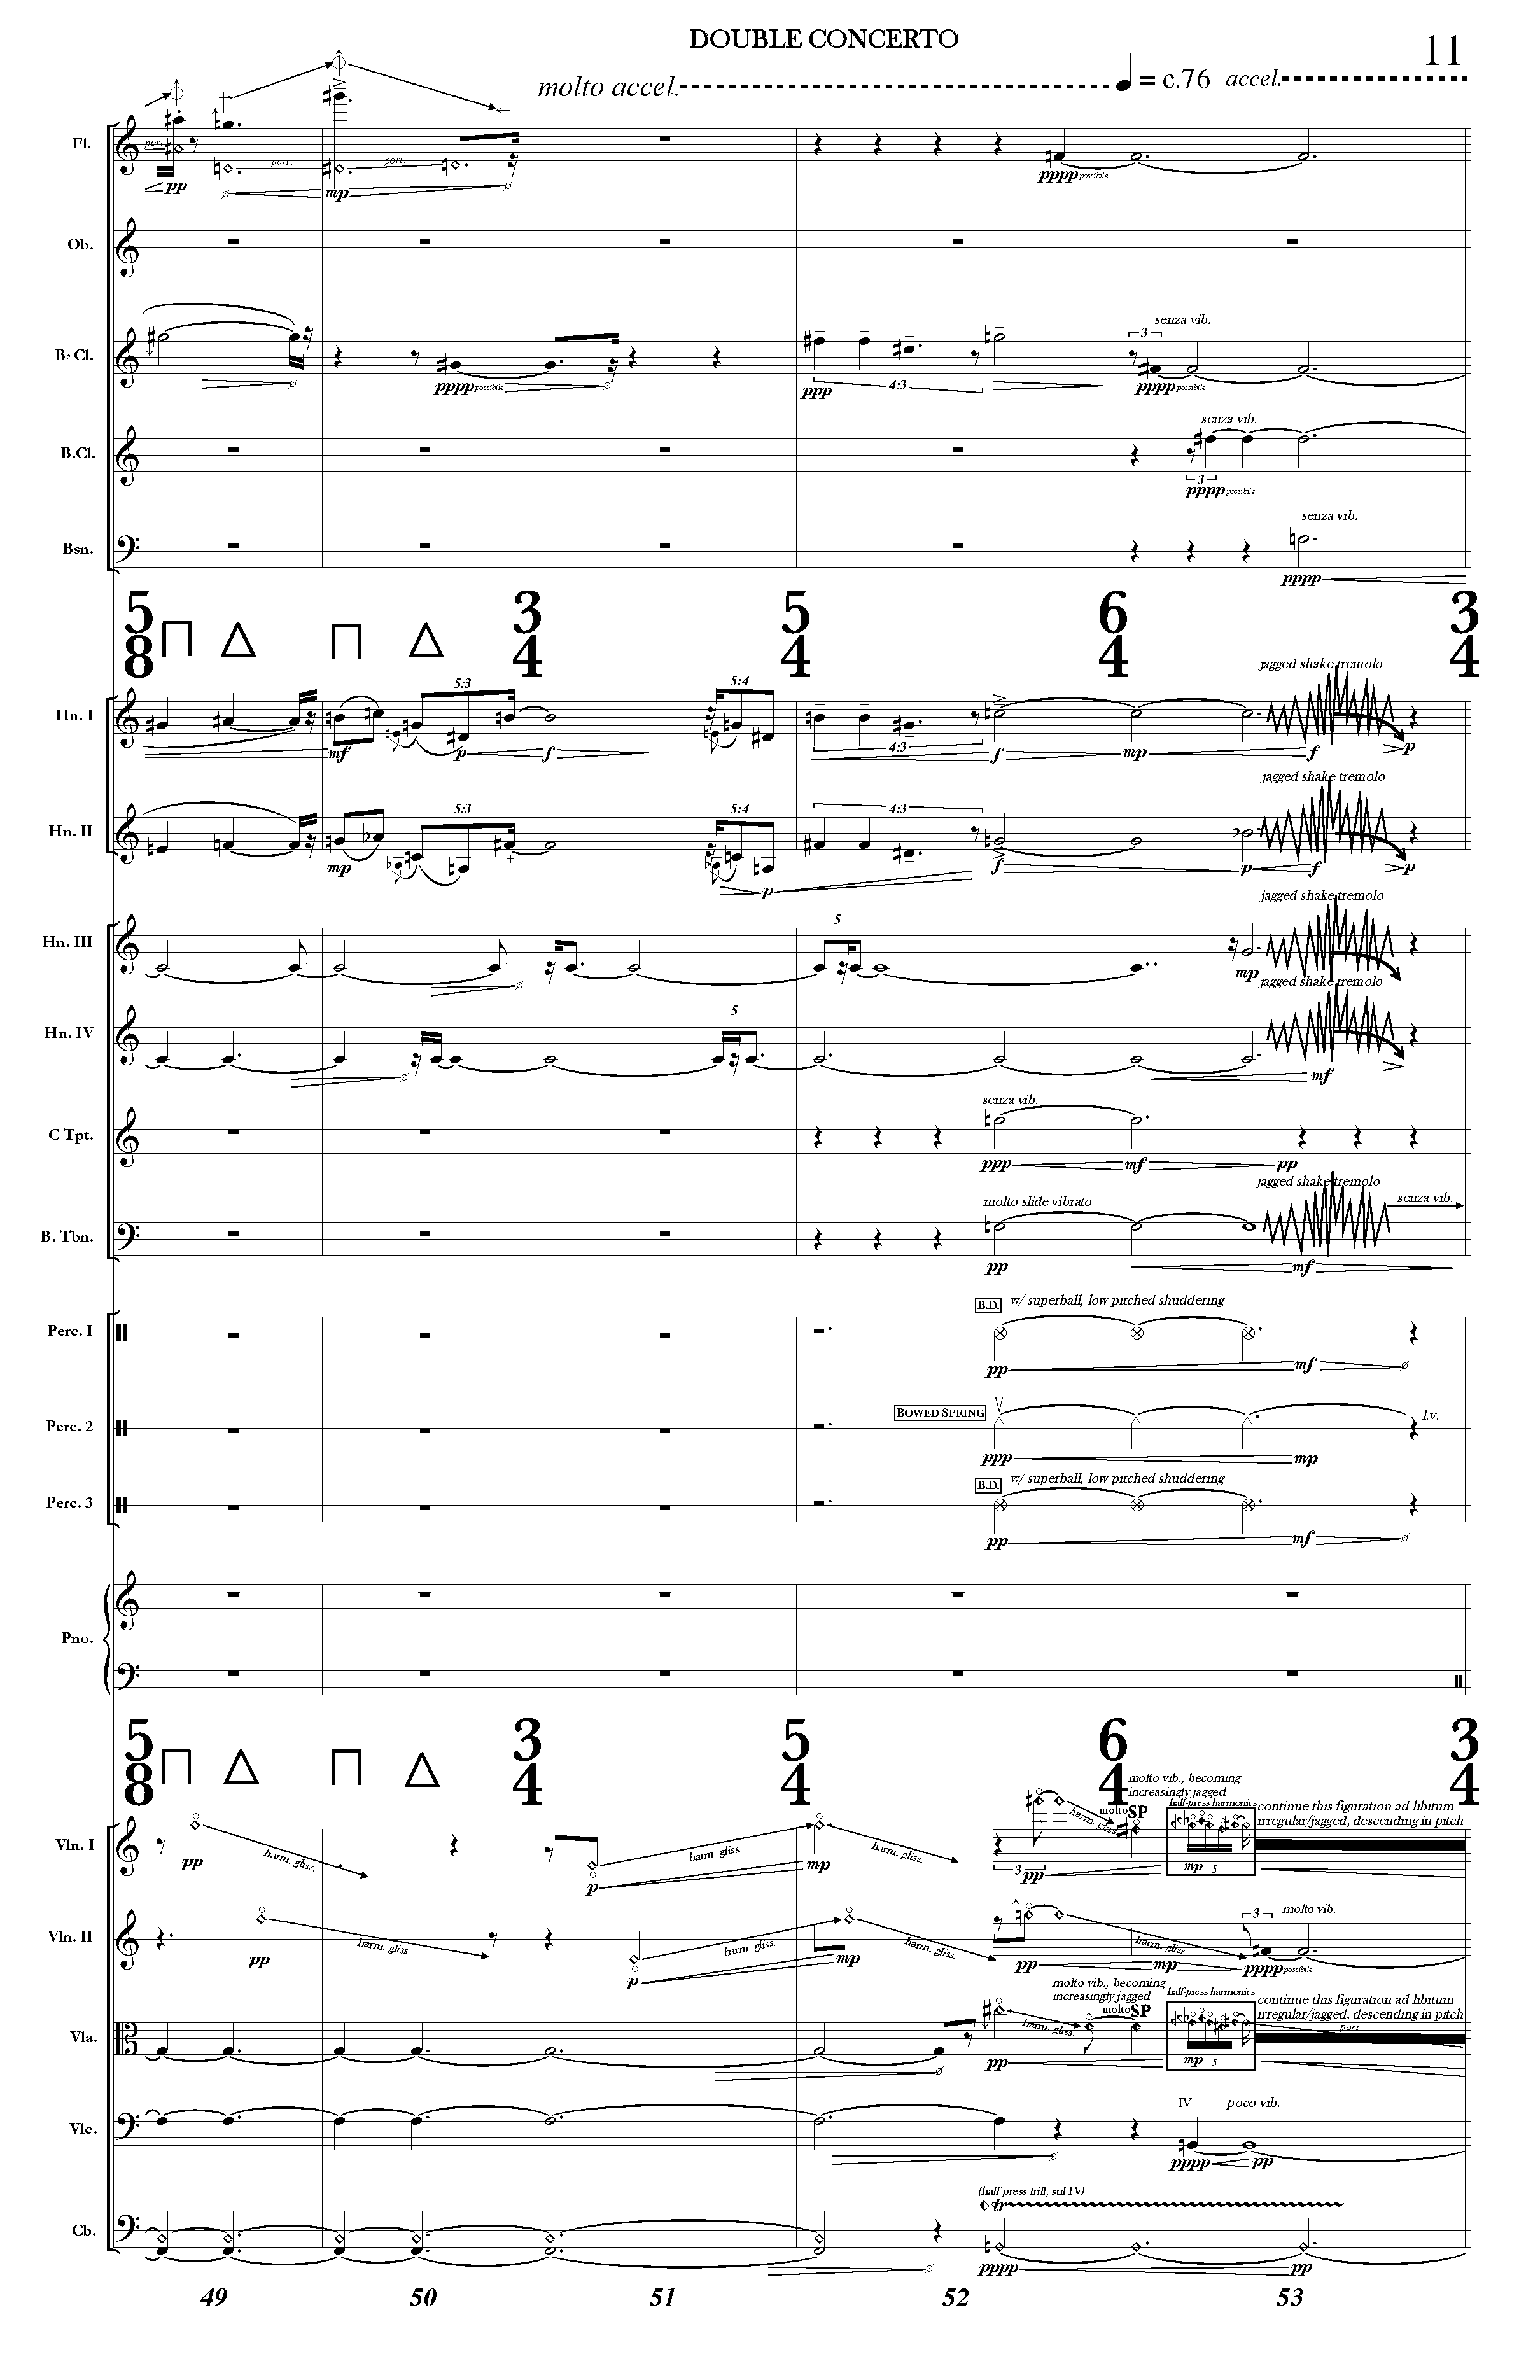 DOUBLE CONCERTO
11
molto accel.
= c.76 accel.
Fl.
port.
port.
port.
pp
mp
pppp possibile
Ob.
B♭ Cl.
pppp possibile
ppp
4:3
3
senza vib.
pppp possibile
B.Cl.
senza vib.
3
pppp possibile
Bsn.
senza vib.
pppp
5 3 5 6 3
8 4 4 4 4
jagged shake tremolo
Hn. I
5:3
5:4
4:3
mf
p
f
f
mp
f
p
jagged shake tremolo
Hn. II
5:3
5:4
4:3
mp
p
f
p
f
p
jagged shake tremolo
Hn. III
5
mp
jagged shake tremolo
Hn. IV
5
mf
C Tpt.
senza vib.
ppp
mf
pp
B. Tbn.
molto slide vibrato
jagged shake tremolo
senza vib.
pp
mf
Perc. I
B.D.
w/ superball, low pitched shuddering
pp
mf
Perc. 2
BOWED SPRING
l.v.
ppp
mp
Perc. 3
B.D.
w/ superball, low pitched shuddering
pp
mf
Pno.
5 3 5 6 3
8 4 4 4 4
molto vib., becoming
increasingly jagged
Vln. I
pp
harm. gliss.
p
harm. gliss.
mp
harm. gliss.
3
pp
harm. gliss.
molto SP
half-press harmonics
mp 5
continue this figuration ad libitum
irregular/jagged, descending in pitch
Vln. II
pp
harm. gliss.
p
harm. gliss.
mp
harm. gliss.
pp
harm. gliss.
mp
3
molto vib.
pppp possibile
molto vib., becoming
increasingly jagged
Vla.
pp
harm. gliss.
molto SP
half-press harmonics
mp 5
continue this figuration ad libitum
irregular/jagged, descending in pitch
port.
Vlc.
IV
poco vib.
pppp
pp
Cb.
(half-press trill, sul IV)
tr
pppp
pp
49 50 51 52 53